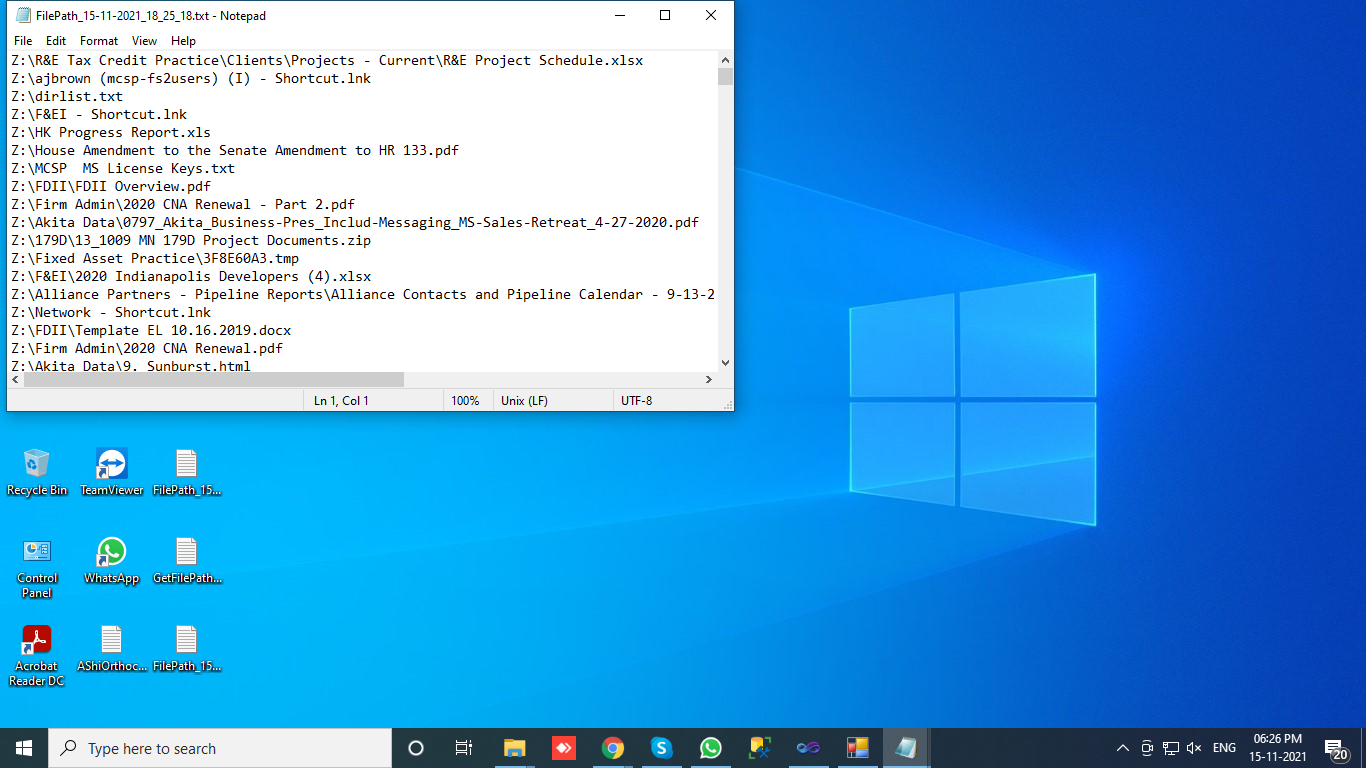 FilePath_15-11-2021_18_25_18.txt - Notepad
File Edit Format View Help
Z:\R&E Tax Credit Practice\Clients\Projects - Current\R&E Project Schedule.xlsx
Z:\ajbrown (mcsp-fs2users) (I) - Shortcut.lnk
Z:\dirlist.txt
Z:\F&EI - Shortcut.lnk
Z:\HK Progress Report.xls
Z:\House Amendment to the Senate Amendment to HR 133.pdf
Z:\MCSP  MS License Keys.txt
Z:\FDII\FDII Overview.pdf
Z:\Firm Admin\2020 CNA Renewal - Part 2.pdf
Z:\Akita Data\0797_Akita_Business-Pres_Includ-Messaging_MS-Sales-Retreat_4-27-2020.pdf
Z:\179D\13_1009 MN 179D Project Documents.zip
Z:\Fixed Asset Practice\3F8E60A3.tmp
Z:\F&EI\2020 Indianapolis Developers (4).xlsx
Z:\Alliance Partners - Pipeline Reports\Alliance Contacts and Pipeline Calendar - 9-13-2
Z:\Network - Shortcut.lnk
Z:\FDII\Template EL 10.16.2019.docx
Z:\Firm Admin\2020 CNA Renewal.pdf
Z:\Akita Data\9. Sunburst.html
Ln 1, Col 1 100% Unix (LF) UTF-8
Recycle Bin TeamViewer FilePath_15...
Control Panel WhatsApp GetFilePath...
Acrobat Reader DC AShiOrthoc... FilePath_15...
Type here to search
ENG
06:26 PM
15-11-2021
20